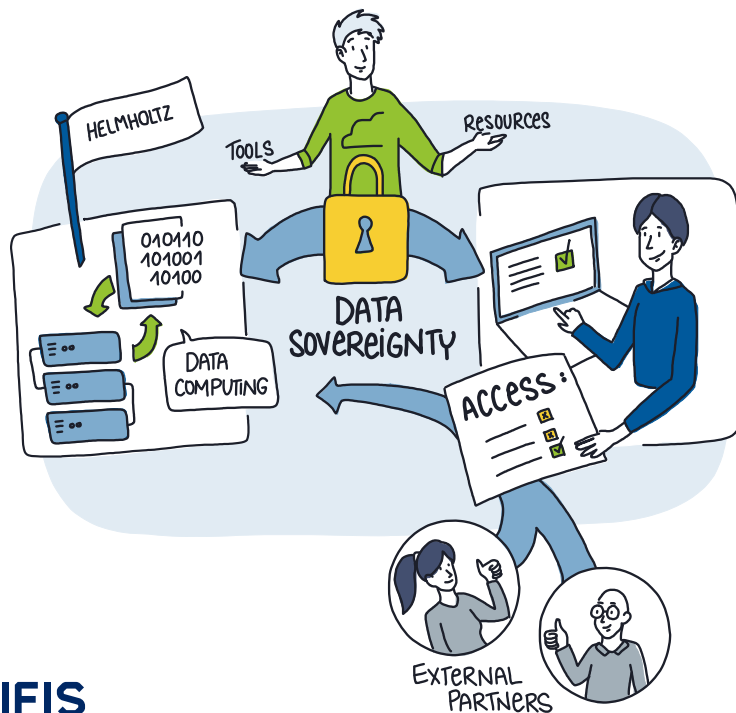 HELMHOLTZ
TOOLS
RESOURCES
010110
101001
10100
DATA
COMPUTING
DATA
SOVEREIGNTY
ACCESS:
EXTERNAL
PARTNERS
IFIS